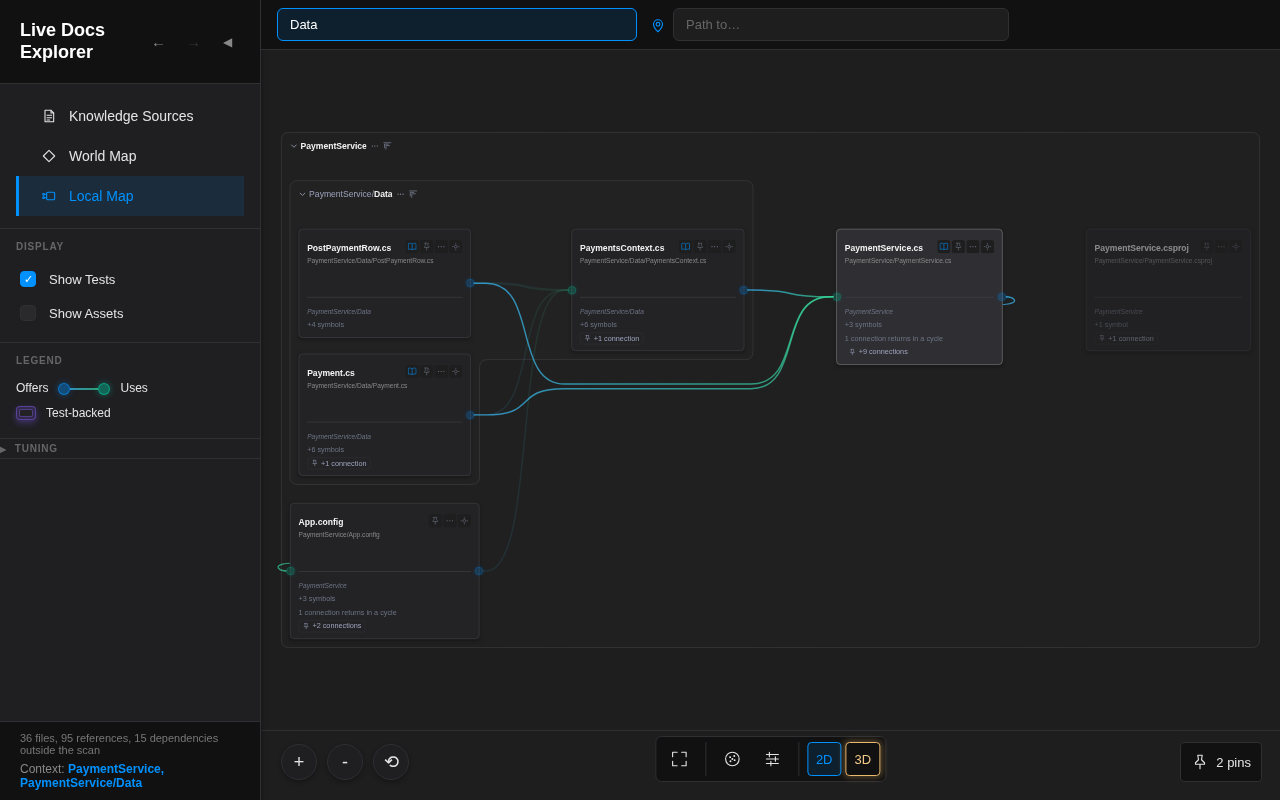 Live Docs
Explorer
← → ◀
Knowledge Sources
World Map
Local Map
DISPLAY
✓ Show Tests
Show Assets
LEGEND
Offers Uses
Test-backed
▶ TUNING
36 files, 95 references, 15 dependencies
outside the scan
Context: PaymentService,
PaymentService/Data
Data
Path to…
PaymentService
PaymentService/Data
PostPaymentRow.cs
PaymentService/Data/PostPaymentRow.cs
PaymentService/Data
+4 symbols
PaymentsContext.cs
PaymentService/Data/PaymentsContext.cs
PaymentService/Data
+6 symbols
+1 connection
PaymentService.cs
PaymentService/PaymentService.cs
PaymentService
+3 symbols
1 connection returns in a cycle
+9 connections
PaymentService.csproj
PaymentService/PaymentService.csproj
PaymentService
+1 symbol
+1 connection
Payment.cs
PaymentService/Data/Payment.cs
PaymentService/Data
+6 symbols
+1 connection
App.config
PaymentService/App.config
PaymentService
+3 symbols
1 connection returns in a cycle
+2 connections
+ - ⟲
2D 3D
2 pins